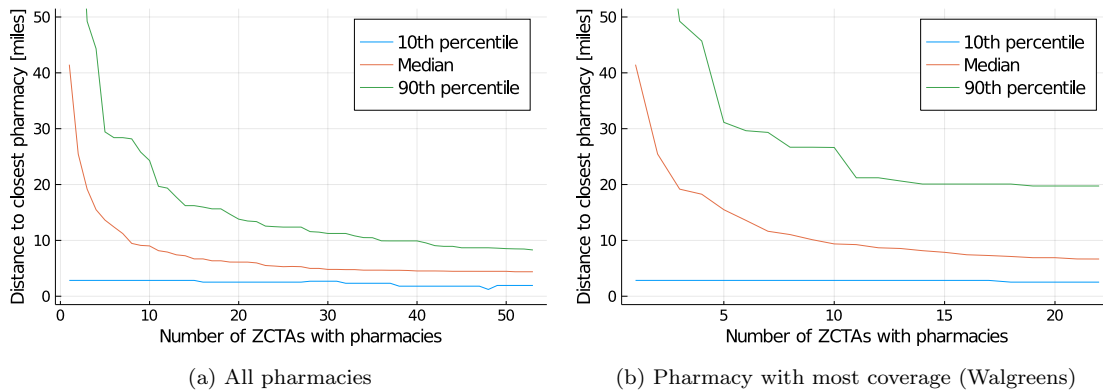 50
40
30
20
10
0
Distance to closest pharmacy [miles]
10th percentile
Median
90th percentile
0
10
20
30
40
50
Number of ZCTAs with pharmacies
(a) All pharmacies
50
40
30
20
10
0
Distance to closest pharmacy [miles]
10th percentile
Median
90th percentile
5
10
15
20
Number of ZCTAs with pharmacies
(b) Pharmacy with most coverage (Walgreens)